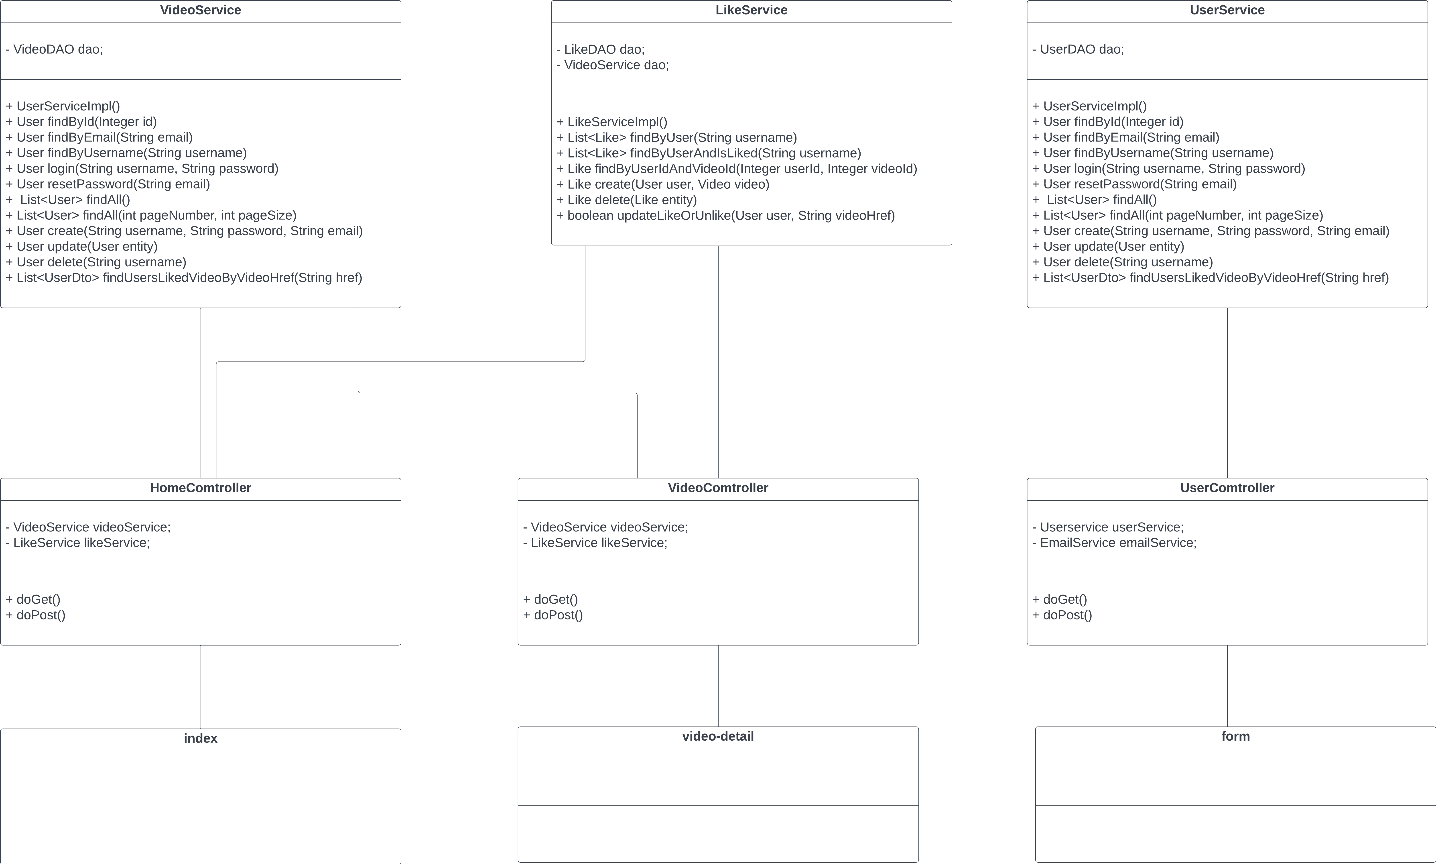 VideoService
- VideoDAO dao;
+ UserServiceImpl()
+ User findById(Integer id)
+ User findByEmail(String email)
+ User findByUsername(String username)
+ User login(String username, String password)
+ User resetPassword(String email)
+  List<User> findAll()
+ List<User> findAll(int pageNumber, int pageSize)
+ User create(String username, String password, String email)
+ User update(User entity)
+ User delete(String username)
+ List<UserDto> findUsersLikedVideoByVideoHref(String href)
LikeService
- LikeDAO dao;
- VideoService dao;
+ LikeServiceImpl()
+ List<Like> findByUser(String username)
+ List<Like> findByUserAndIsLiked(String username)
+ Like findByUserIdAndVideoId(Integer userId, Integer videoId)
+ Like create(User user, Video video)
+ Like delete(Like entity)
+ boolean updateLikeOrUnlike(User user, String videoHref)
UserService
- UserDAO dao;
+ UserServiceImpl()
+ User findById(Integer id)
+ User findByEmail(String email)
+ User findByUsername(String username)
+ User login(String username, String password)
+ User resetPassword(String email)
+  List<User> findAll()
+ List<User> findAll(int pageNumber, int pageSize)
+ User create(String username, String password, String email)
+ User update(User entity)
+ User delete(String username)
+ List<UserDto> findUsersLikedVideoByVideoHref(String href)
HomeComtroller
- VideoService videoService;
- LikeService likeService;
+ doGet()
+ doPost()
VideoComtroller
- VideoService videoService;
- LikeService likeService;
+ doGet()
+ doPost()
UserComtroller
- Userservice userService;
- EmailService emailService;
+ doGet()
+ doPost()
index
video-detail
form